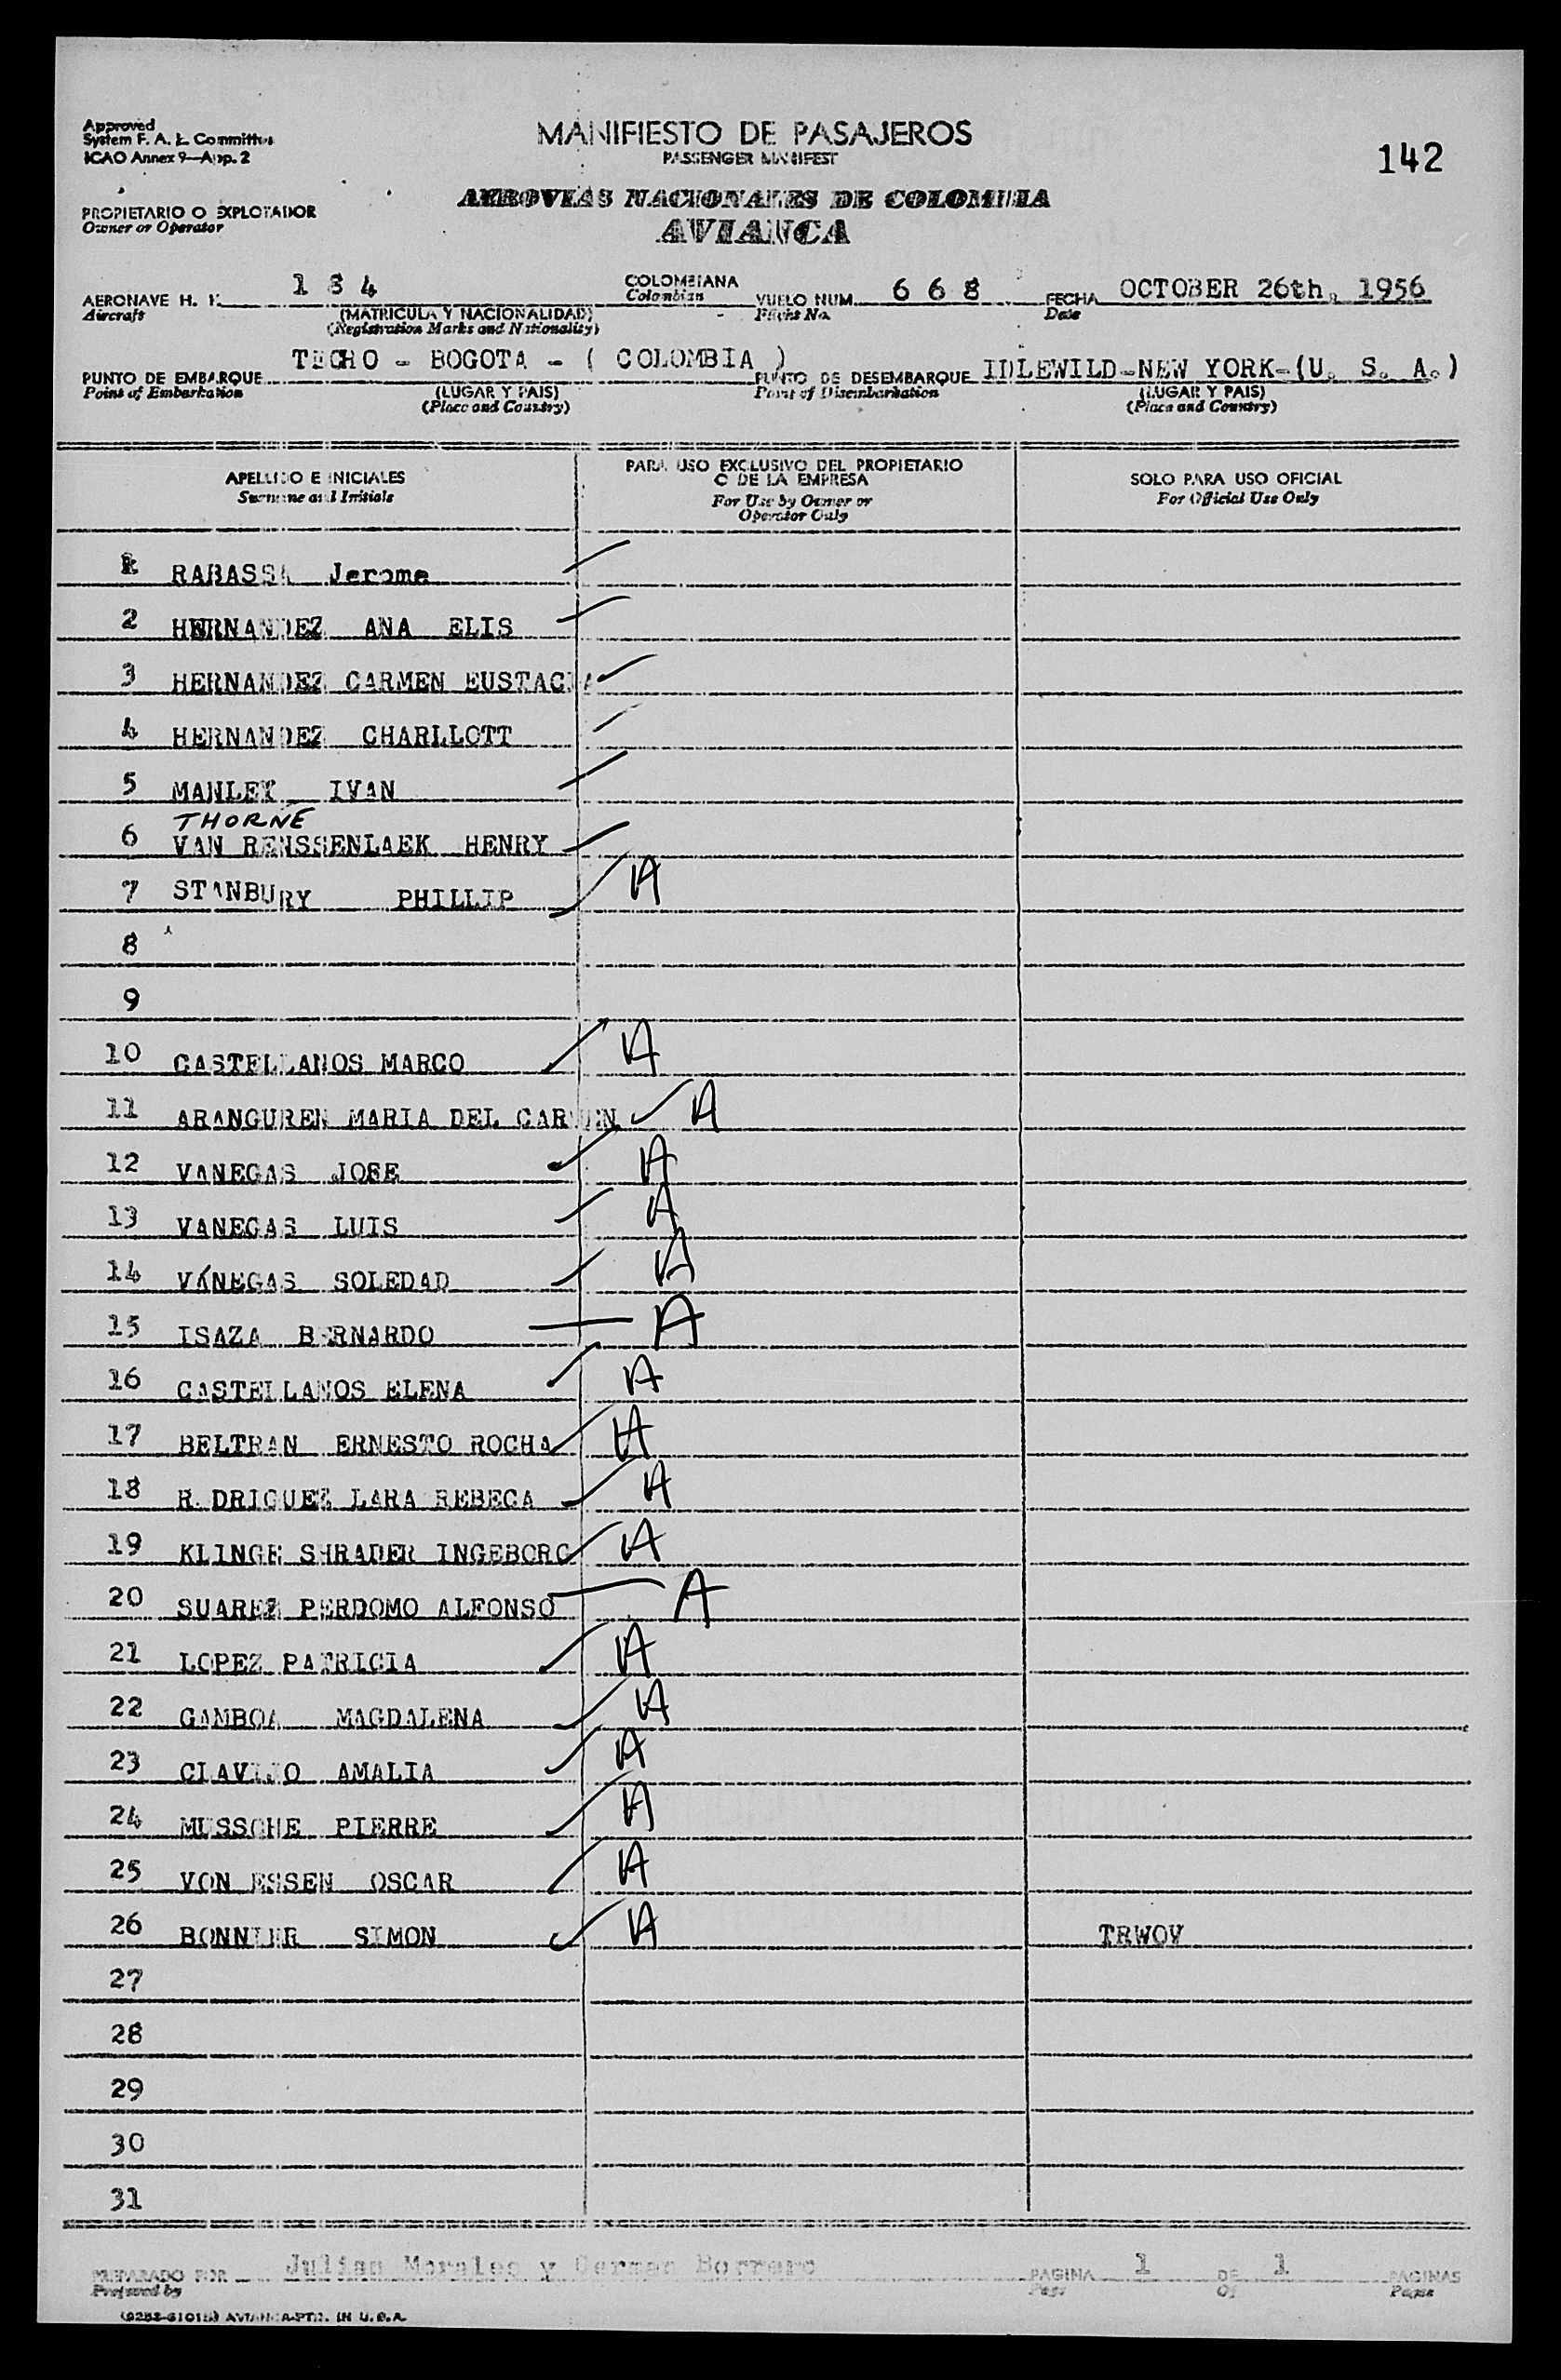 Approved
System F. A. L. Committee
ICAO Annex 9—App. 2
MANIFIESTO DE PASAJEROS
PASSENGER MANIFEST
142
AEROVIAS NACIONALES DE COLOMBIA
AVIANCA
PROPIETARIO O EXPLOTADOR
Owner or Operator
AERONAVE H. K. 184 COLOMBIANA VUELO NUM. 668 FECHA OCTOBER 26th, 1956
Aircraft (MATRICULA Y NACIONALIDAD) Colombian Flight No. Date
(Registration Marks and Nationality)
PUNTO DE EMBARQUE TECHO - BOGOTA - ( COLOMBIA ) PUNTO DE DESEMBARQUE IDLEWILD-NEW YORK-(U. S. A.)
Point of Embarkation (LUGAR Y PAIS) Point of Disembarkation (LUGAR Y PAIS)
(Place and Country) (Place and Country)
APELLIDO E INICIALES PARA USO EXCLUSIVO DEL PROPIETARIO SOLO PARA USO OFICIAL
Surname and Initials O DE LA EMPRESA For Official Use Only
For Use by Owner or
Operator Only
1 RABASSA Jerome
2 HERNANDEZ ANA ELIS
3 HERNANDEZ CARMEN EUSTACIA
4 HERNANDEZ CHARLLOTT
5 MANLEY IVAN
THORNE
6 VAN RENSSENLAEK HENRY
7 STANBURY PHILLIP A
8
9
10 CASTELLANOS MARCO A
11 ARANGUREN MARIA DEL CARMEN A
12 VANEGAS JOSE A
13 VANEGAS LUIS A
14 VANEGAS SOLEDAD A
15 ISAZA BERNARDO A
16 CASTELLANOS ELENA A
17 BELTRAN ERNESTO ROCHA A
18 R DRIGUEZ LARA REBECA A
19 KLINGE SHRADER INGEBORG A
20 SUAREZ PERDOMO ALFONSO A
21 LOPEZ PATRICIA A
22 GAMBOA MAGDALENA A
23 CLAVIJO AMALIA A
24 MUSSCHE PIERRE A
25 VON ESSEN OSCAR A
26 BONNIER SIMON A TRWOV
27
28
29
30
31
PREPARADO POR Julian Morales y German Borrero PAGINA 1 DE 1 PAGINAS
Prepared by Page Of Pages
AVIANCA-PTD. IN U.S.A.